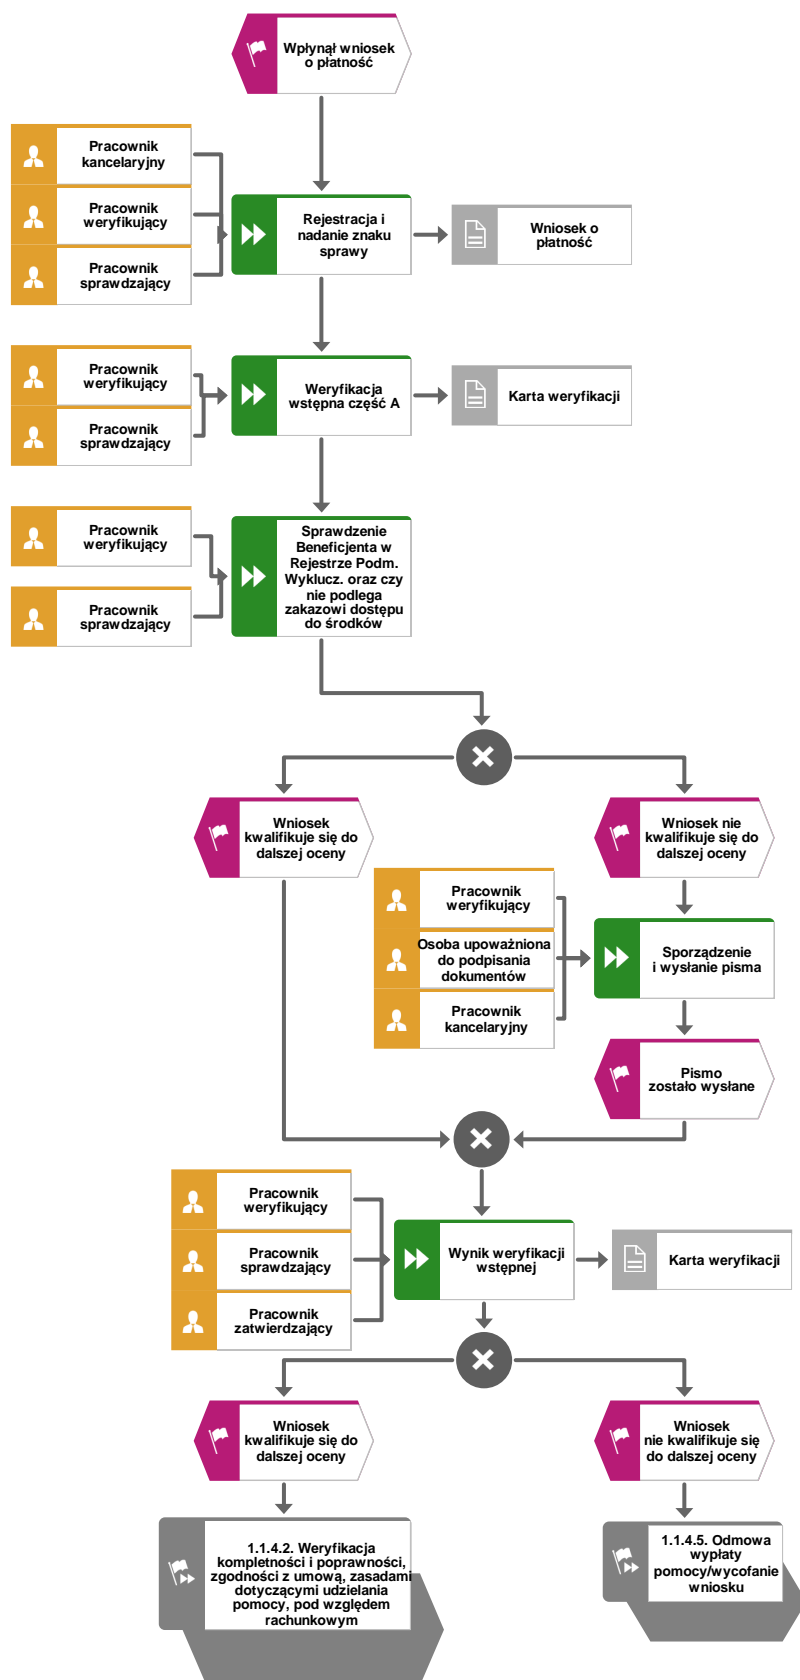 Wpłynął wniosek
o płatność
Pracownik
kancelaryjny
Pracownik
weryfikujący
Pracownik
sprawdzający
Rejestracja i
nadanie znaku
sprawy
Wniosek o
płatność
Pracownik
weryfikujący
Pracownik
sprawdzający
Weryfikacja
wstępna część A
Karta weryfikacji
Pracownik
weryfikujący
Pracownik
sprawdzający
Sprawdzenie
Beneficjenta w
Rejestrze Podm.
Wyklucz. oraz czy
nie podlega
zakazowi dostępu
do środków
Wniosek
kwalifikuje się do
dalszej oceny
Wniosek nie
kwalifikuje się do
dalszej oceny
Pracownik
weryfikujący
Osoba upoważniona
do podpisania
dokumentów
Pracownik
kancelaryjny
Sporządzenie
i wysłanie pisma
Pismo
zostało wysłane
Pracownik
weryfikujący
Pracownik
sprawdzający
Pracownik
zatwierdzający
Wynik weryfikacji
wstępnej
Karta weryfikacji
Wniosek
kwalifikuje się do
dalszej oceny
Wniosek
nie kwalifikuje się
do dalszej oceny
1.1.4.2. Weryfikacja
kompletności i poprawności,
zgodności z umową, zasadami
dotyczącymi udzielania
pomocy, pod względem
rachunkowym
1.1.4.5. Odmowa
wypłaty
pomocy/wycofanie
wniosku